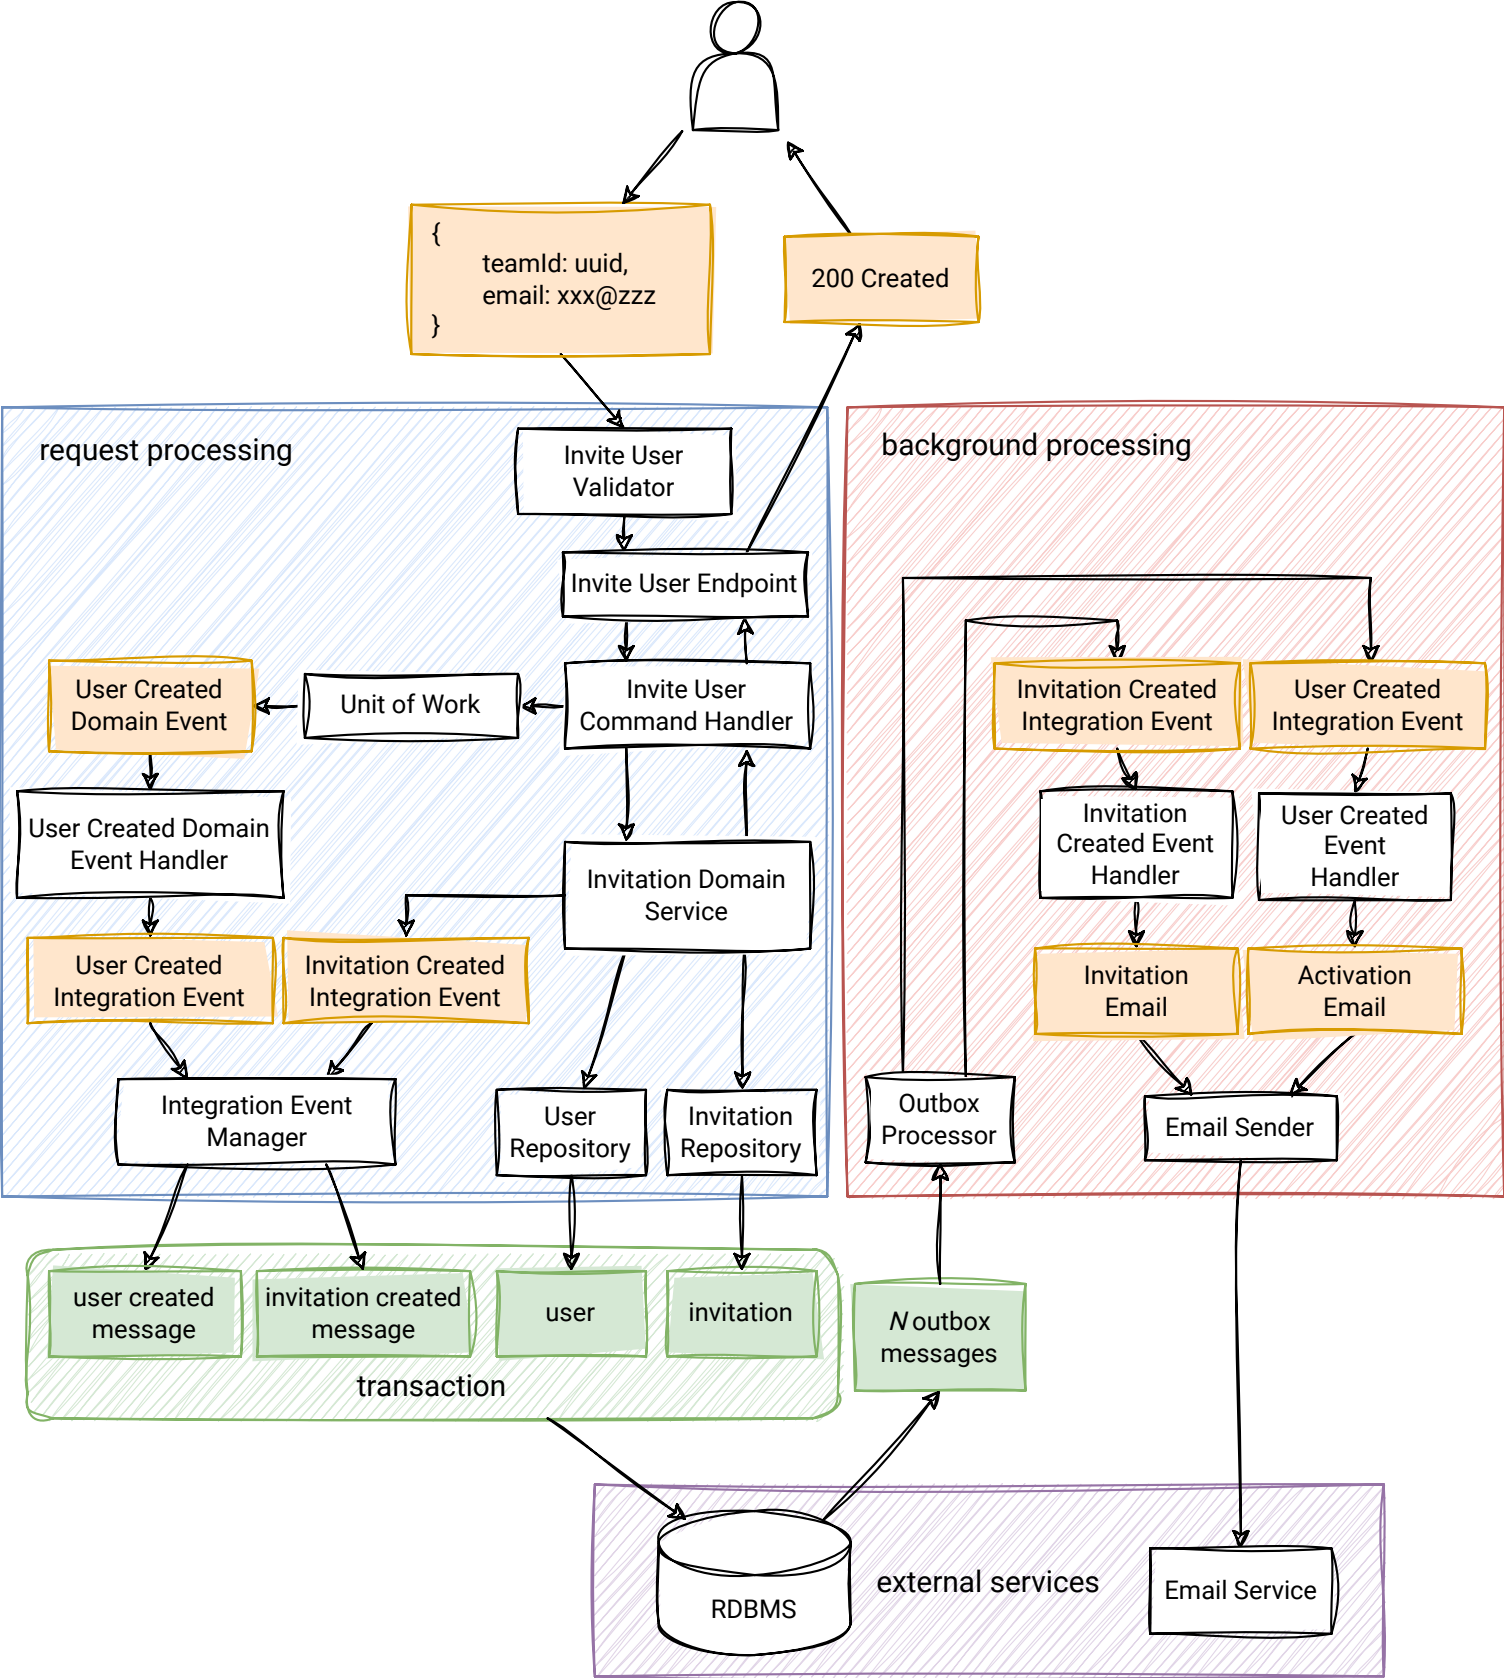 {
teamId: uuid,
email: xxx@zzz
}
200 Created
request processing
Invite User
Validator
Invite User Endpoint
Invite User
Command Handler
Unit of Work
User Created
Domain Event
User Created Domain
Event Handler
Invitation Domain
Service
User Created
Integration Event
Invitation Created
Integration Event
Integration Event
Manager
User
Repository
Invitation
Repository
background processing
Invitation Created
Integration Event
User Created
Integration Event
Invitation
Created Event
Handler
User Created
Event
Handler
Invitation
Email
Activation
Email
Outbox
Processor
Email Sender
user created
message
invitation created
message
user
invitation
transaction
N outbox
messages
RDBMS
external services
Email Service